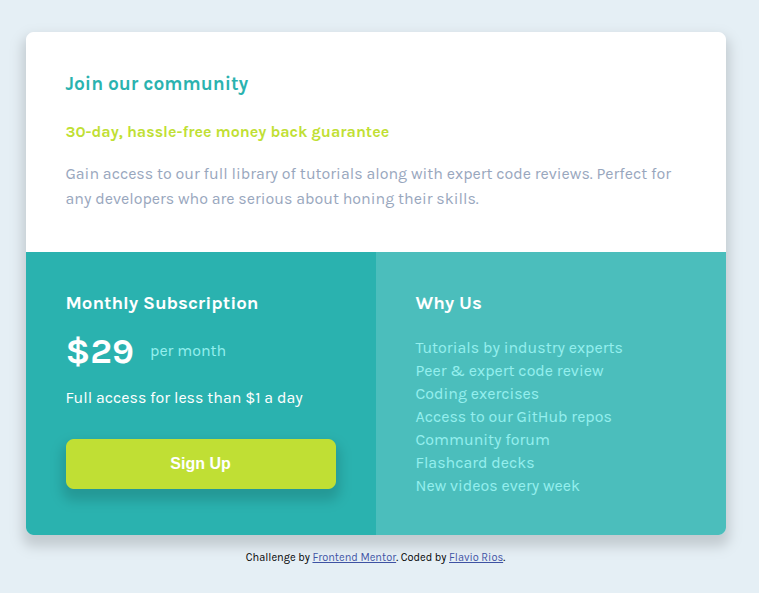 Join our community
30-day, hassle-free money back guarantee
Gain access to our full library of tutorials along with expert code reviews. Perfect for
any developers who are serious about honing their skills.
Monthly Subscription
$29 per month
Full access for less than $1 a day
Sign Up
Why Us
Tutorials by industry experts
Peer & expert code review
Coding exercises
Access to our GitHub repos
Community forum
Flashcard decks
New videos every week
Challenge by Frontend Mentor. Coded by Flavio Rios.